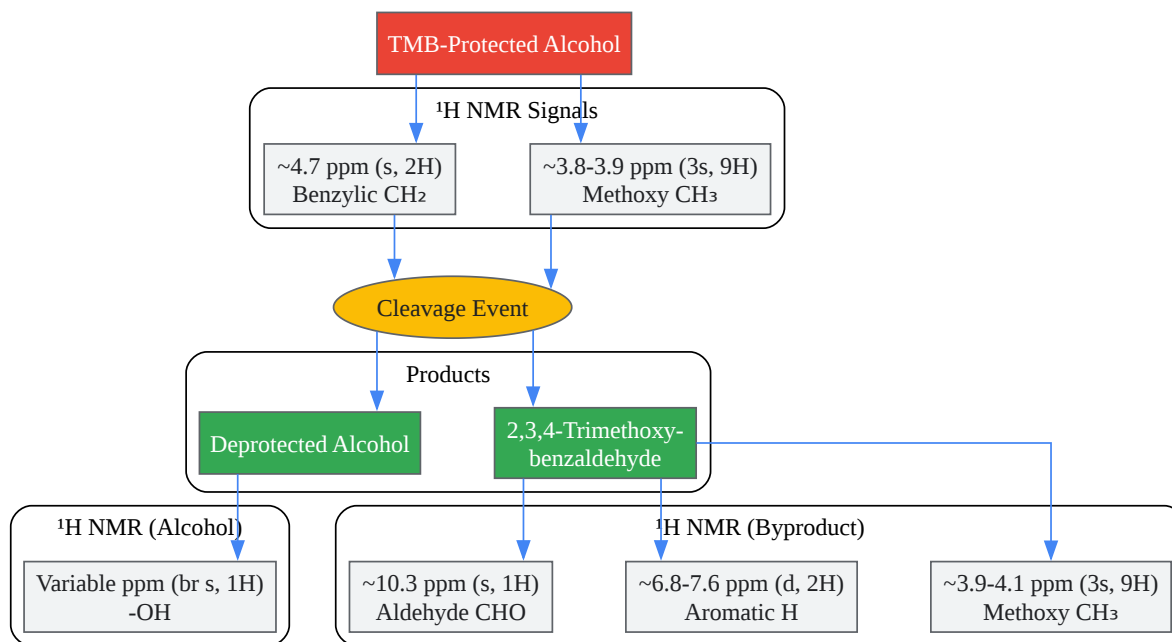 TMB-Protected Alcohol
¹H NMR Signals
~4.7 ppm (s, 2H)
Benzylic CH₂
~3.8-3.9 ppm (3s, 9H)
Methoxy CH₃
Cleavage Event
Products
Deprotected Alcohol
2,3,4-Trimethoxy-
benzaldehyde
¹H NMR (Alcohol)
Variable ppm (br s, 1H)
-OH
¹H NMR (Byproduct)
~10.3 ppm (s, 1H)
Aldehyde CHO
~6.8-7.6 ppm (d, 2H)
Aromatic H
~3.9-4.1 ppm (3s, 9H)
Methoxy CH₃